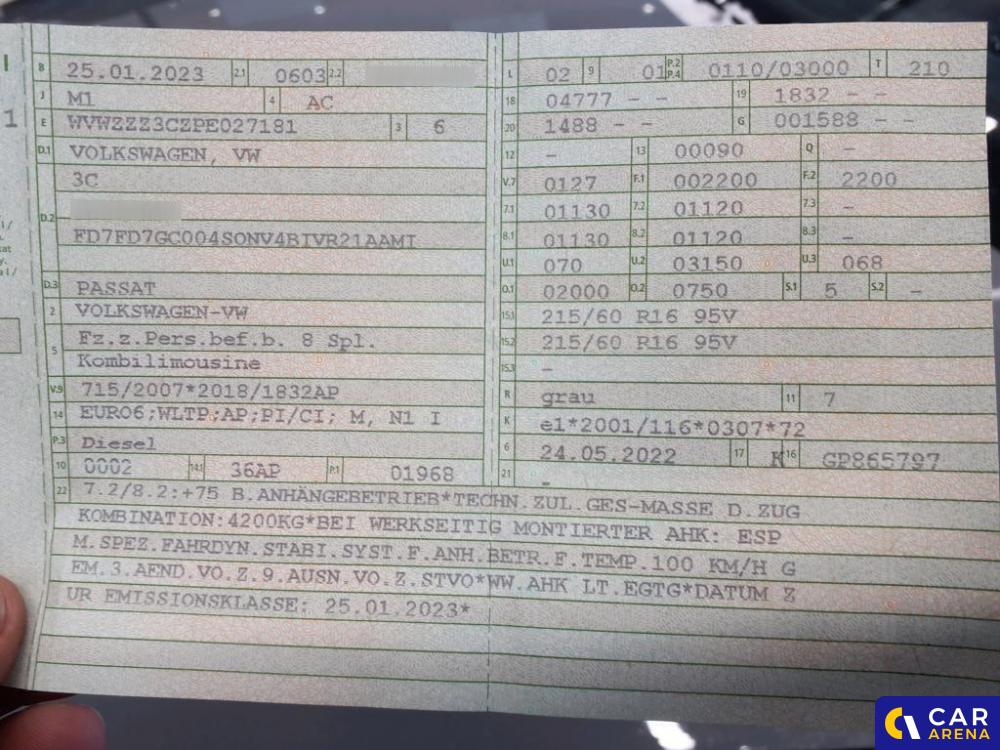 B 25.01.2023 2.1 0603 2.2
J M1 4 AC
E WVWZZZ3CZPE027181 3 6
D.1 VOLKSWAGEN, VW
3C
D.2
FD7FD7GC004SONV4BIVR21AAMI
D.3 PASSAT
2 VOLKSWAGEN-VW
5 Fz.z.Pers.bef.b. 8 Spl.
Kombilimousine
V.9 715/2007*2018/1832AP
14 EURO6;WLTP;AP;PI/CI; M, N1 I
P.3 Diesel
10 0002 14.1 36AP P.1 01968
L 02 9 01 P.2 P.4 0110/03000 T 210
18 04777 - - 19 1832 - -
20 1488 - - G 001588 - -
12 - 13 00090 Q -
V.7 0127 F.1 002200 F.2 2200
7.1 01130 7.2 01120 7.3 -
8.1 01130 8.2 01120 8.3 -
U.1 070 U.2 03150 U.3 068
O.1 02000 O.2 0750 S.1 5 S.2 -
15.1 215/60 R16 95V
15.2 215/60 R16 95V
15.3 -
R grau 11 7
K e1*2001/116*0307*72
6 24.05.2022 17 K 16 GP865797
21 -
22 7.2/8.2:+75 B.ANHÄNGEBETRIEB*TECHN.ZUL.GES-MASSE D.ZUG
KOMBINATION:4200KG*BEI WERKSEITIG MONTIERTER AHK: ESP
M.SPEZ.FAHRDYN.STABI.SYST.F.ANH.BETR.F.TEMP.100 KM/H G
EM.3.AEND.VO.Z.9.AUSN.VO.Z.STVO*WW.AHK LT.EGTG*DATUM Z
UR EMISSIONSKLASSE: 25.01.2023*
1
CAR
ARENA